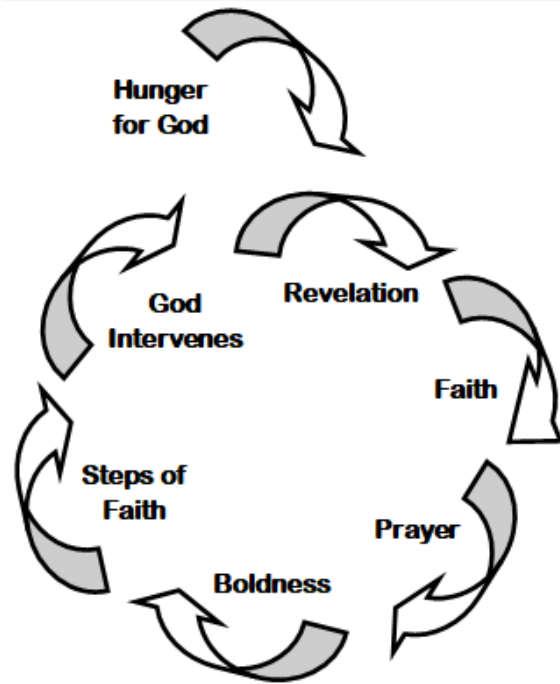 Hunger
for God
Revelation
Faith
Prayer
Boldness
Steps of
Faith
God
Intervenes